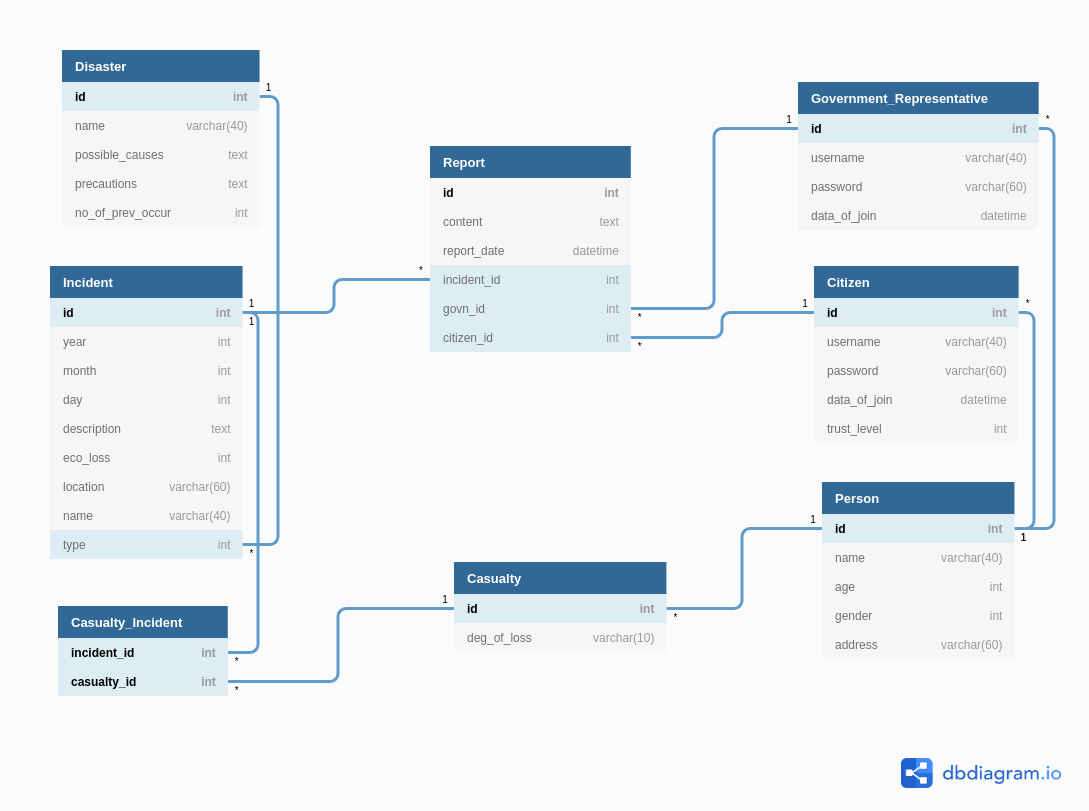 Disaster
id int
name varchar(40)
possible_causes text
precautions text
no_of_prev_occur int
1
Incident
id int
year int
month int
day int
description text
eco_loss int
location varchar(60)
name varchar(40)
type int
1
1
*
Casualty_Incident
incident_id int
casualty_id int
*
*
Report
id int
content text
report_date datetime
incident_id int
govn_id int
citizen_id int
*
*
*
Casualty
id int
deg_of_loss varchar(10)
1
*
Government_Representative
id int
username varchar(40)
password varchar(60)
data_of_join datetime
1
*
Citizen
id int
username varchar(40)
password varchar(60)
data_of_join datetime
trust_level int
1
*
Person
id int
name varchar(40)
age int
gender int
address varchar(60)
1
1
dbdiagram.io